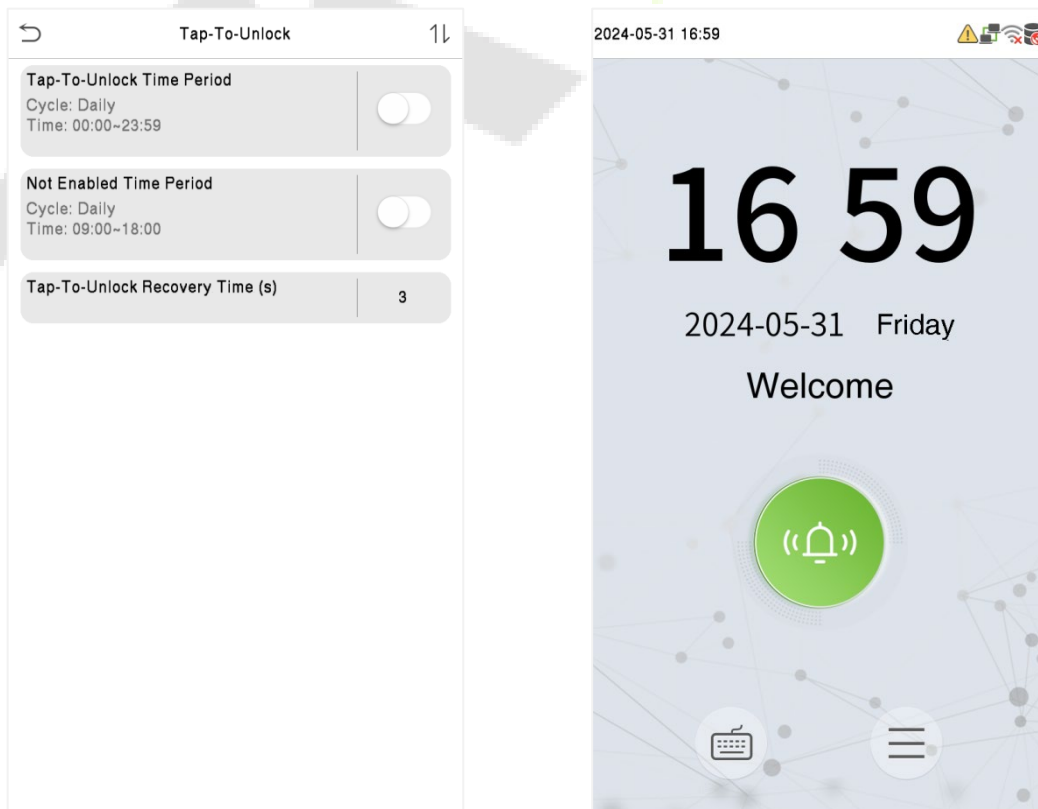 Tap-To-Unlock
Tap-To-Unlock Time Period
Cycle: Daily
Time: 00:00~23:59
Not Enabled Time Period
Cycle: Daily
Time: 09:00~18:00
Tap-To-Unlock Recovery Time (s)
3
2024-05-31 16:59
16 59
2024-05-31 Friday
Welcome